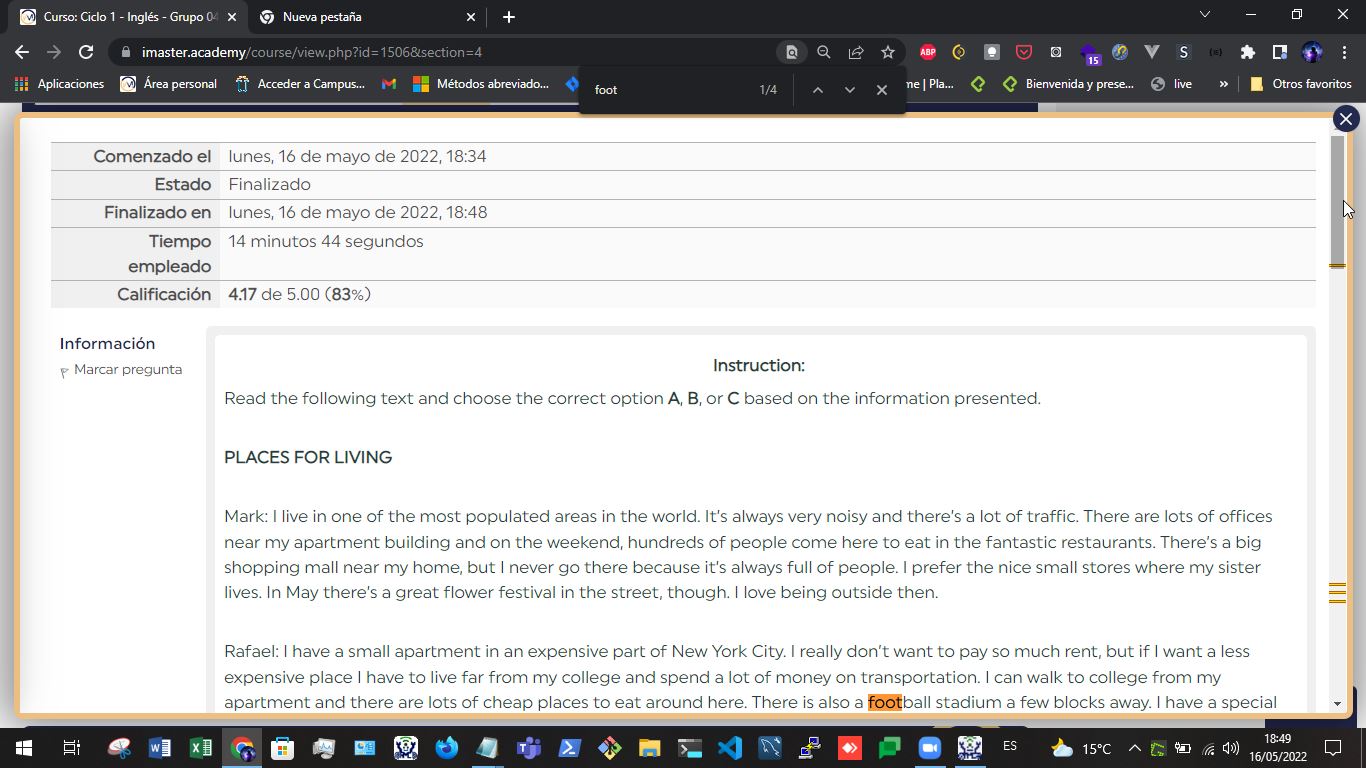 Curso: Ciclo 1 - Inglés - Grupo 04
Nueva pestaña
imaster.academy/course/view.php?id=1506&section=4
ABP
15
S
Aplicaciones
Área personal
Acceder a Campus...
Métodos abreviado...
me | Pla...
Bienvenida y prese...
live
»
Otros favoritos
foot
1/4
Comenzado el lunes, 16 de mayo de 2022, 18:34
Estado Finalizado
Finalizado en lunes, 16 de mayo de 2022, 18:48
Tiempo empleado 14 minutos 44 segundos
Calificación 4.17 de 5.00 (83%)
Información
Marcar pregunta
Instruction:
Read the following text and choose the correct option A, B, or C based on the information presented.
PLACES FOR LIVING
Mark: I live in one of the most populated areas in the world. It's always very noisy and there's a lot of traffic. There are lots of offices
near my apartment building and on the weekend, hundreds of people come here to eat in the fantastic restaurants. There's a big
shopping mall near my home, but I never go there because it's always full of people. I prefer the nice small stores where my sister
lives. In May there's a great flower festival in the street, though. I love being outside then.
Rafael: I have a small apartment in an expensive part of New York City. I really don't want to pay so much rent, but if I want a less
expensive place I have to live far from my college and spend a lot of money on transportation. I can walk to college from my
apartment and there are lots of cheap places to eat around here. There is also a football stadium a few blocks away. I have a special
ES
15°C
18:49
16/05/2022